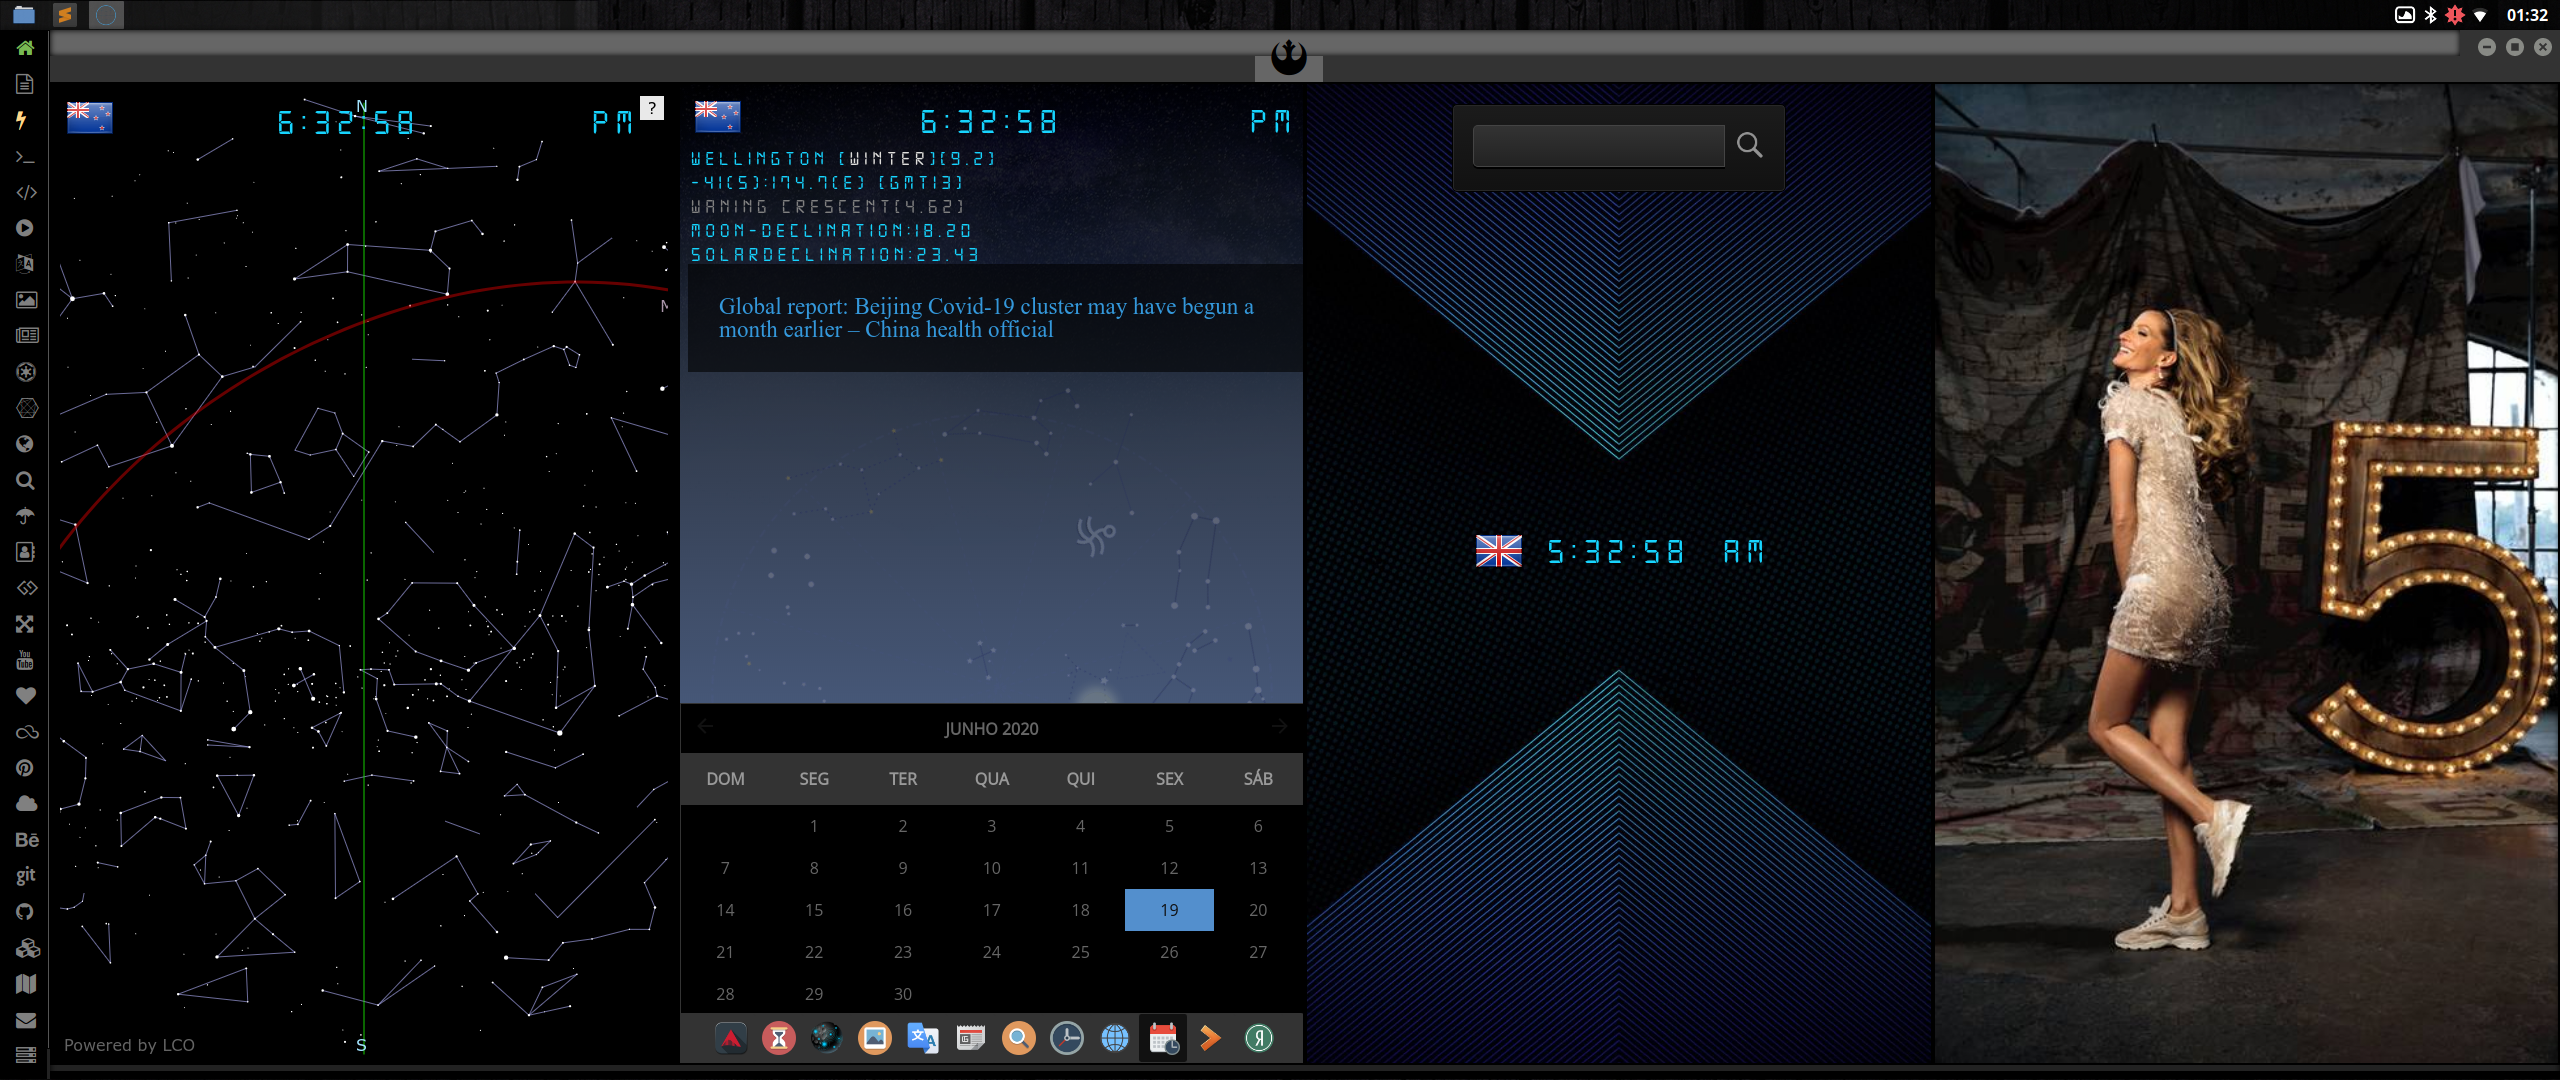 01:32
N
6:32:58 PM
?
N
6:32:58 PM
WELLINGTON [WINTER][9.2]
-41(S):174.7(E) [GMT13]
WANING CRESCENT[4.62]
MOON-DECLINATION:18.20
SOLARDECLINATION:23.43
Global report: Beijing Covid-19 cluster may have begun a
month earlier – China health official
5:32:58 AM
5
You
Tube
Bē
git
JUNHO 2020
DOM SEG TER QUA QUI SEX SÁB
1 2 3 4 5 6
7 8 9 10 11 12 13
14 15 16 17 18 19 20
21 22 23 24 25 26 27
28 29 30
S
Powered by LCO